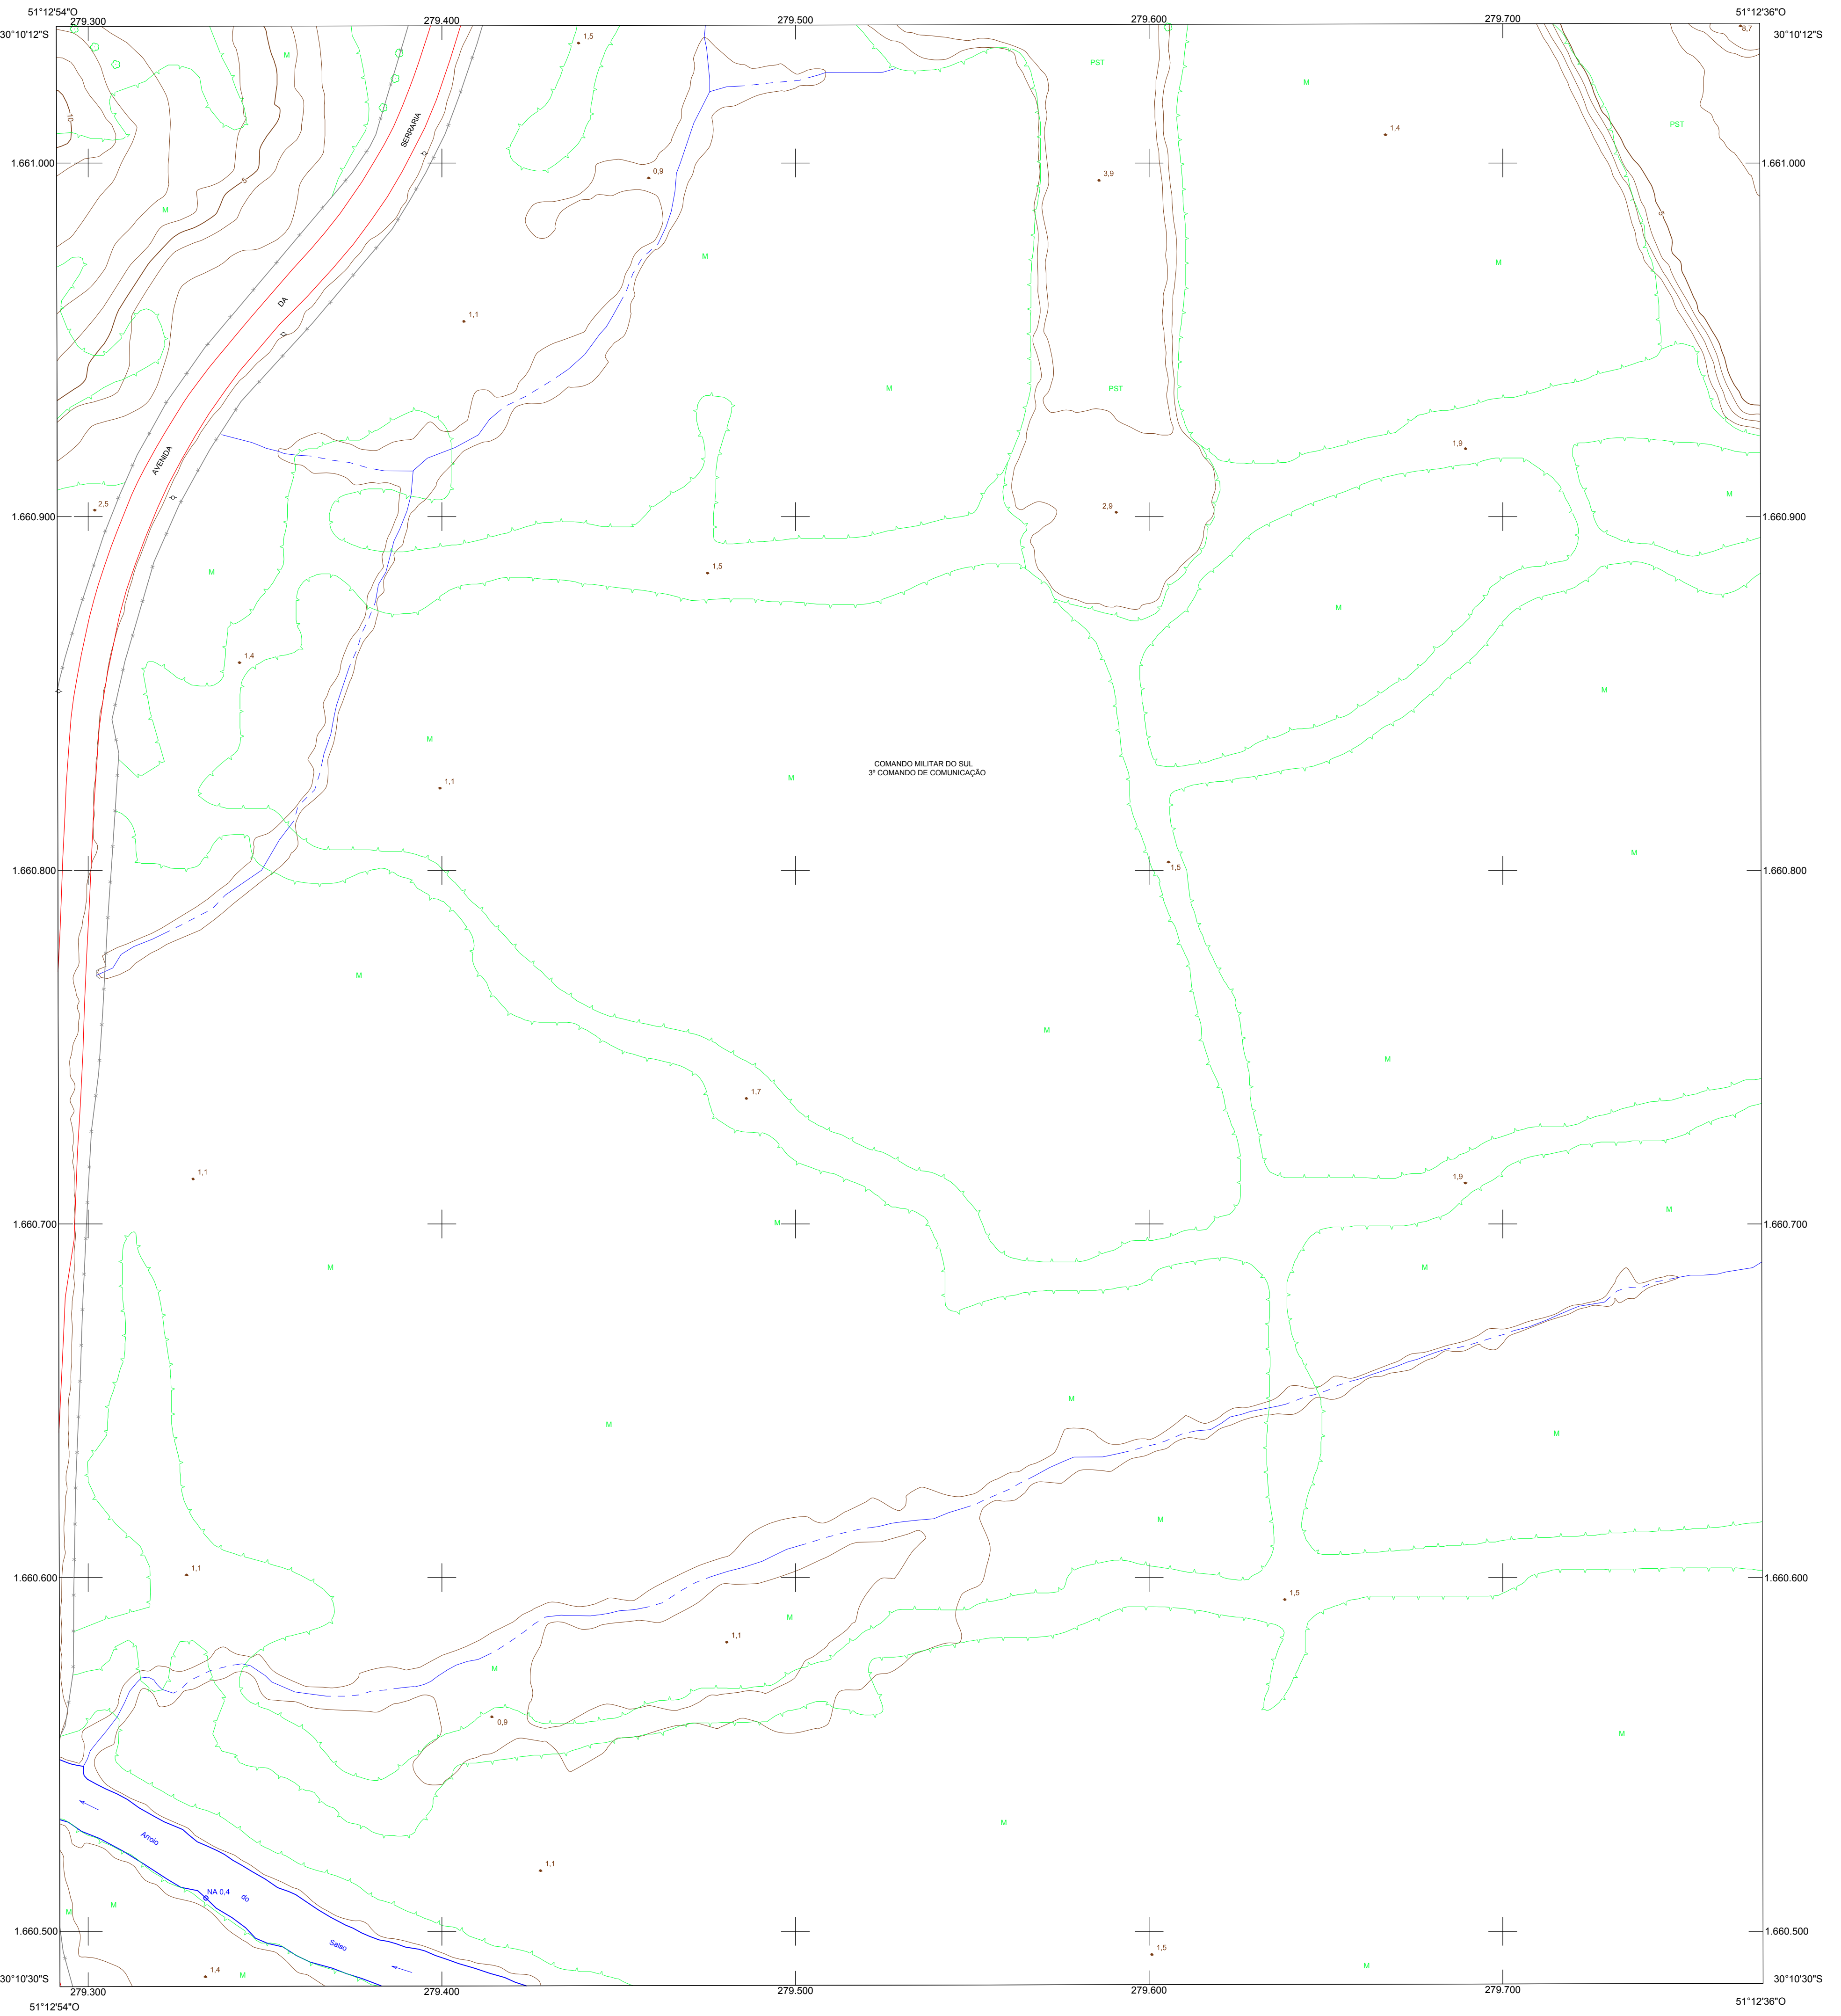 51°12'54"O
51°12'36"O
279.300
279.400
279.500
279.600
279.700
30°10'12"S
30°10'12"S
8,7
1,5
M
PST
M
10
SERRARIA
1,4
PST
1.661.000
1.661.000
0,9
3,9
5
M
5
M
M
DA
1,1
M
PST
AVENIDA
1,9
M
2,5
2,9
1.660.900
1.660.900
M
1,5
M
1,4
M
M
COMANDO MILITAR DO SUL
3º COMANDO DE COMUNICAÇÃO
M
1,1
M
1.660.800
1,5
1.660.800
M
M
M
1,7
1,1
1,9
M
1.660.700
M
1.660.700
M
M
M
M
M
M
1,1
1.660.600
1.660.600
1,5
M
1,1
M
0,9
M
M
Arroio
1,1
NA 0,4
do
M
M
1.660.500
1.660.500
Salso
1,5
M
1,4
M
30°10'30"S
30°10'30"S
279.300
279.400
279.500
279.600
279.700
51°12'54"O
51°12'36"O